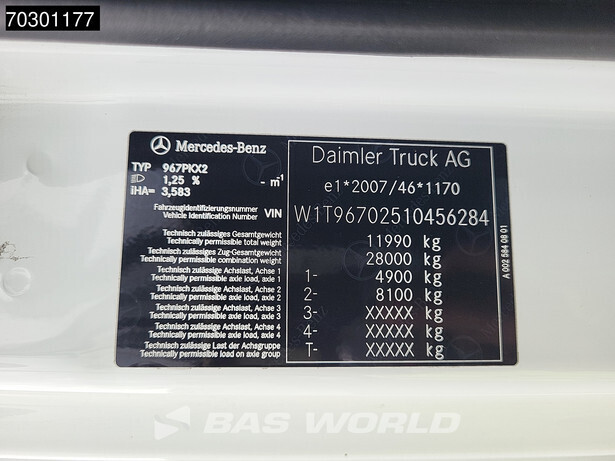 70301177
Mercedes-Benz
Daimler Truck AG
TYP 967PKX2
1,25 % - m-1
iHA= 3,583
e1*2007/46*1170
Fahrzeugidentifizierungsnummer
Vehicle Identification Number VIN
W1T96702510456284
Technisch zulässiges Gesamtgewicht
Technically permissible total weight
11990 kg
Technisch zulässiges Zug-Gesamtgewicht
Technically permissible combination weight
28000 kg
Technisch zulässige Achslast, Achse 1
Technically permissible axle load, axle 1
1- 4900 kg
Technisch zulässige Achslast, Achse 2
Technically permissible axle load, axle 2
2- 8100 kg
Technisch zulässige Achslast, Achse 3
Technically permissible axle load, axle 3
3- XXXXX kg
Technisch zulässige Achslast, Achse 4
Technically permissible axle load, axle 4
4- XXXXX kg
Technisch zulässige Last der Achsgruppe
Technically permissible load on axle group
T- XXXXX kg
A 002 584 08 01
BAS WORLD